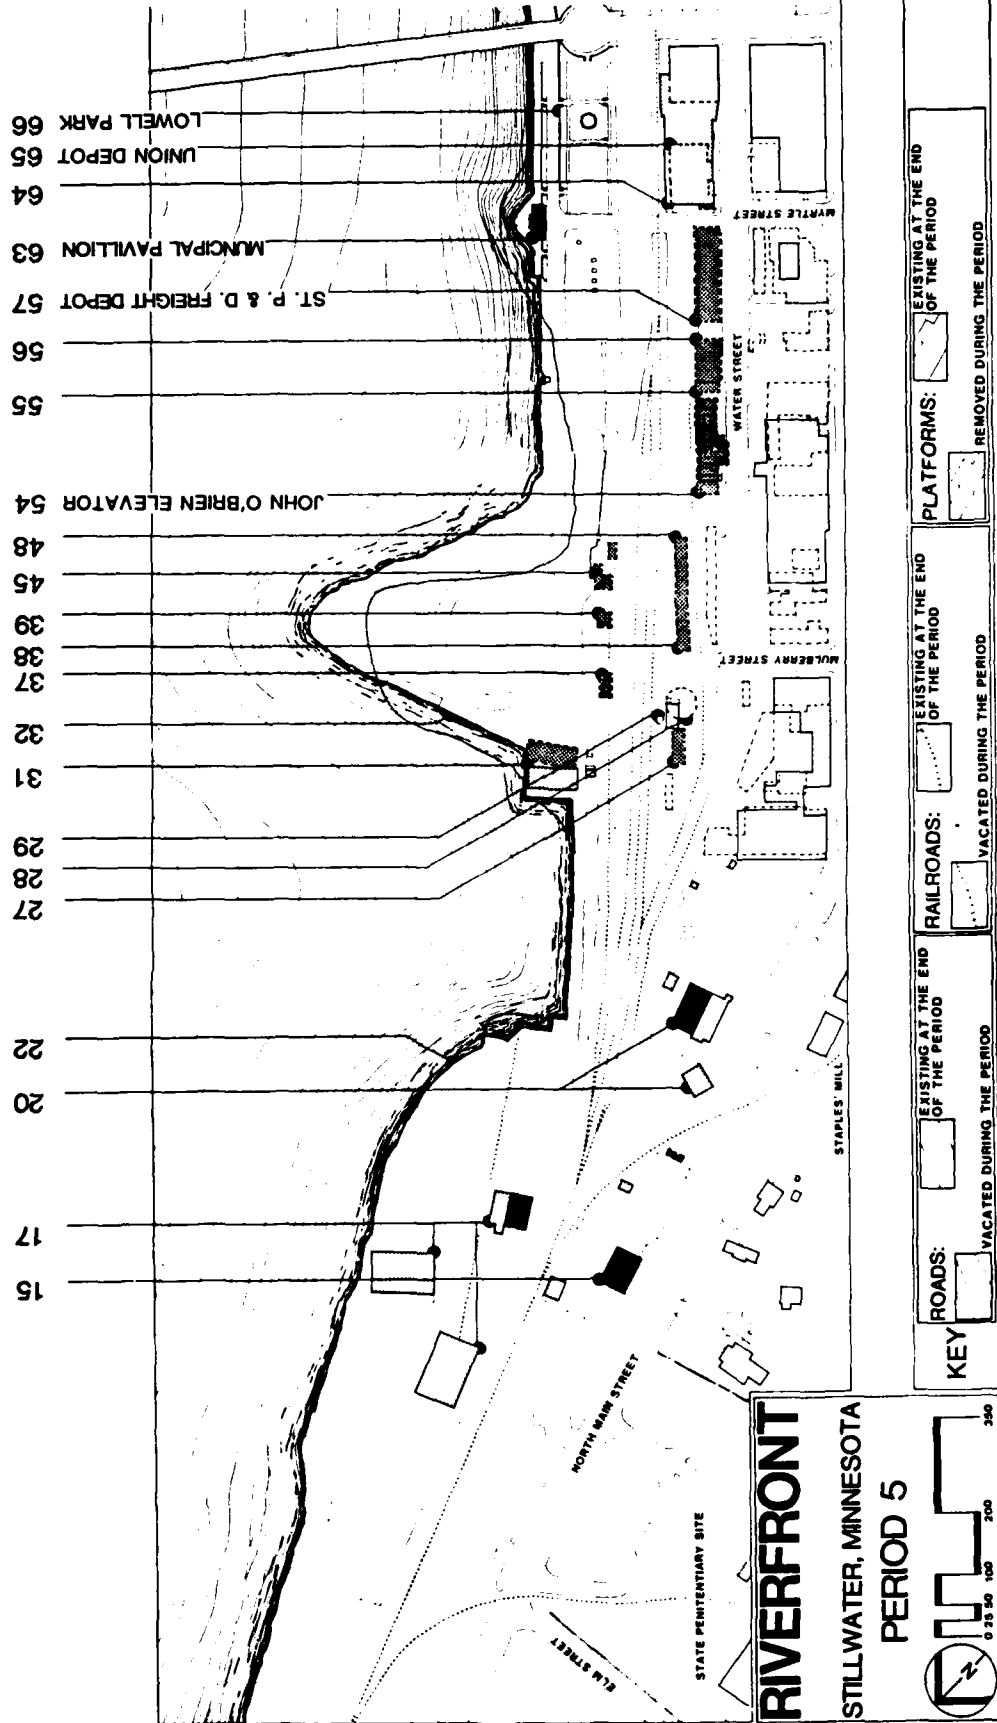 66 LOWELL PARK
65 UNION DEPOT
64
63 MUNCIPAL PAVILLION
57 ST. P. & D. FREIGHT DEPOT
56
55
54 JOHN O'BRIEN ELEVATOR
48
45
39
38
37
32
31
29
28
27
22
20
17
15
MYRTLE STREET
WATER STREET
MULBERRY STREET
STAPLES' MILL
NORTH MAIN STREET
STATE PENITENTIARY SITE
ELM STREET
RIVERFRONT
STILLWATER, MINNESOTA
PERIOD 5
N
0 25 50 100 200 350
KEY
ROADS:
EXISTING AT THE END
OF THE PERIOD
VACATED DURING THE PERIOD
RAILROADS:
EXISTING AT THE END
OF THE PERIOD
VACATED DURING THE PERIOD
PLATFORMS:
EXISTING AT THE END
OF THE PERIOD
REMOVED DURING THE PERIOD